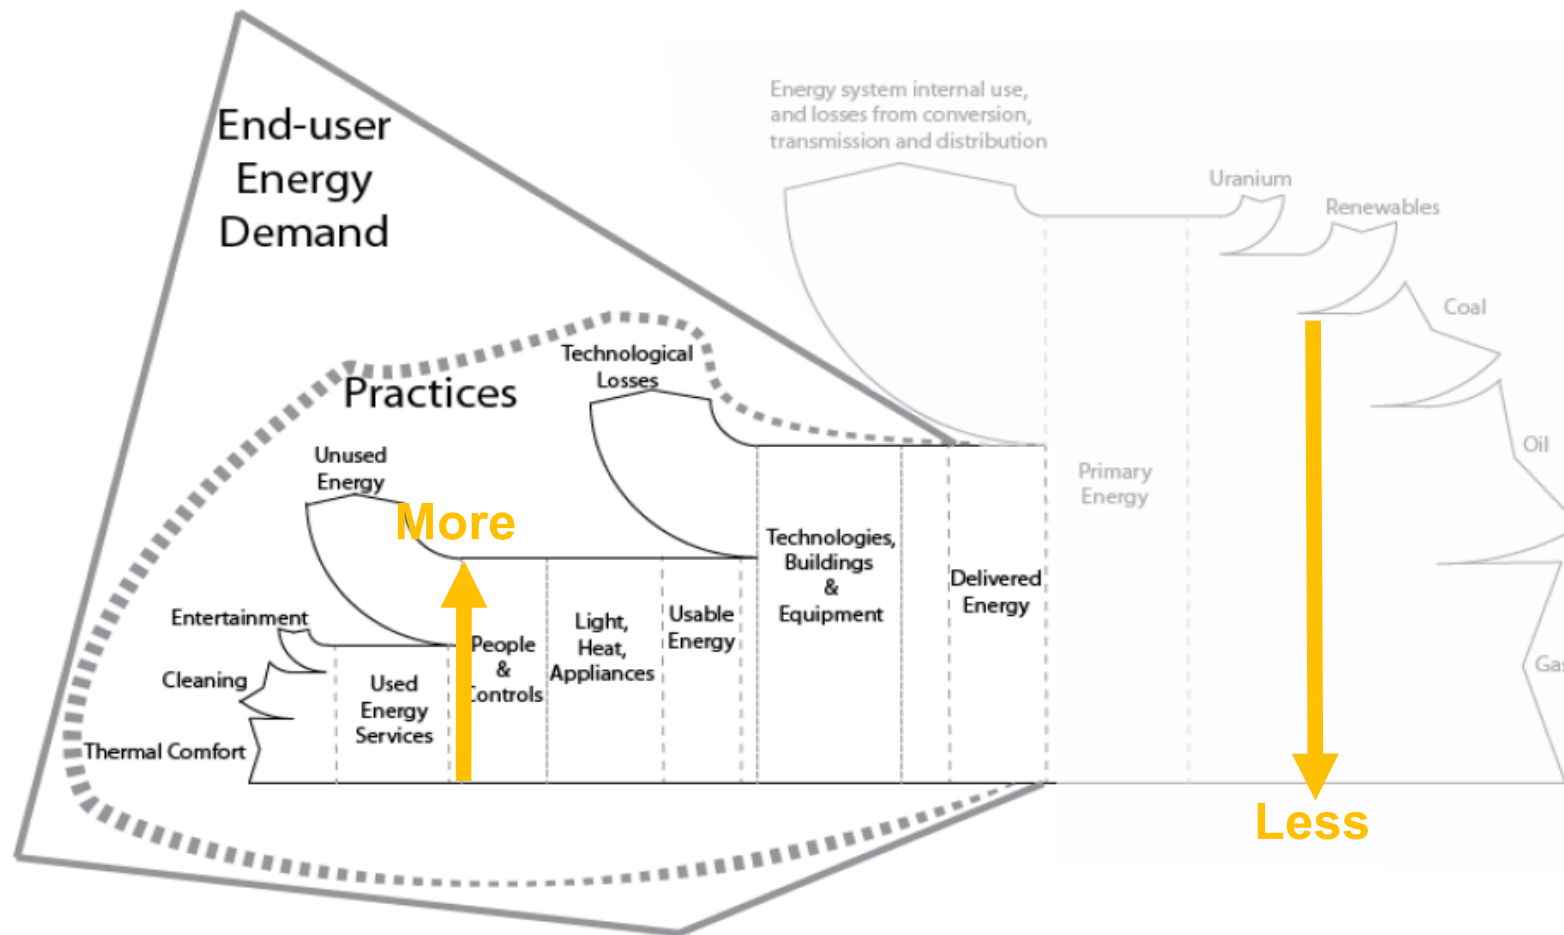 End-user
Energy
Demand
Energy system internal use,
and losses from conversion,
transmission and distribution
Uranium
Renewables
Coal
Oil
Primary
Energy
Practices
Technological
Losses
Unused
Energy
More
Technologies,
Buildings
&
Equipment
Delivered
Energy
Usable
Energy
Light,
Heat,
Appliances
People
&
Controls
Used
Energy
Services
Entertainment
Cleaning
Thermal Comfort
Gas
Less